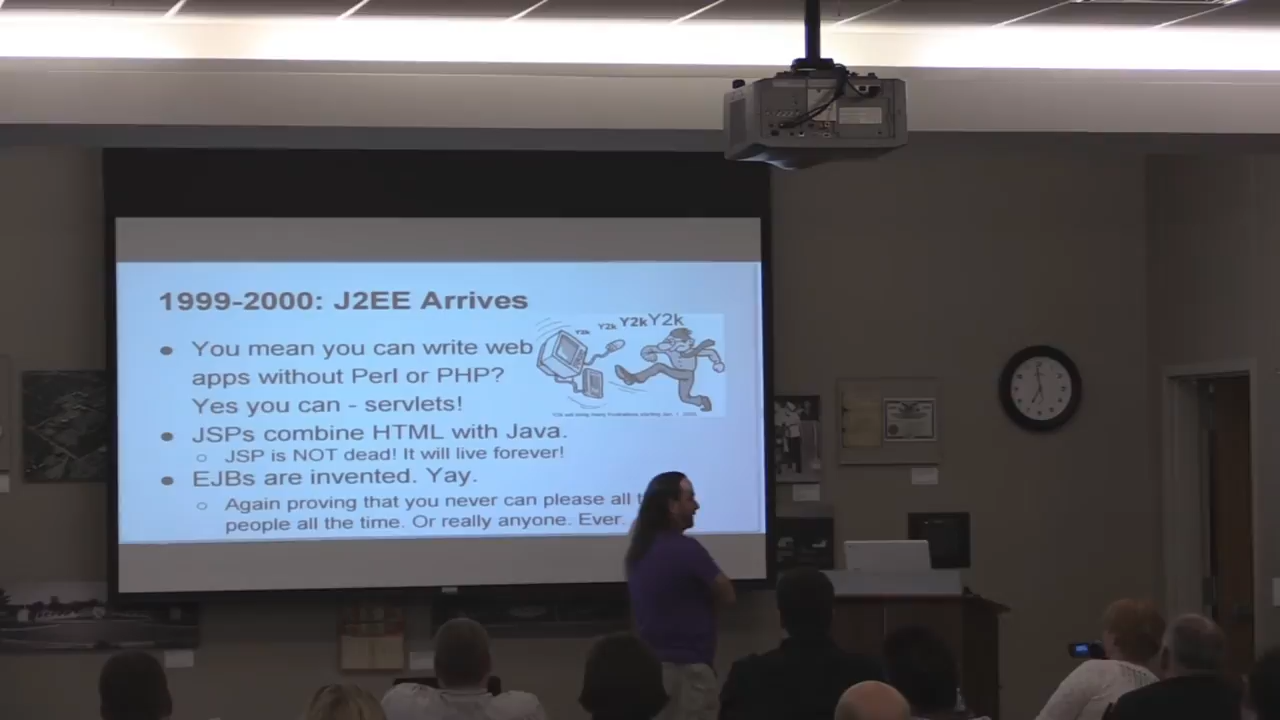 1999-2000: J2EE Arrives
Y2k Y2k Y2k Y2k
● You mean you can write web
apps without Perl or PHP?
Yes you can - servlets!
● JSPs combine HTML with Java.
○ JSP is NOT dead! It will live forever!
● EJBs are invented. Yay.
○ Again proving that you never can please all
people all the time. Or really anyone. Ever.